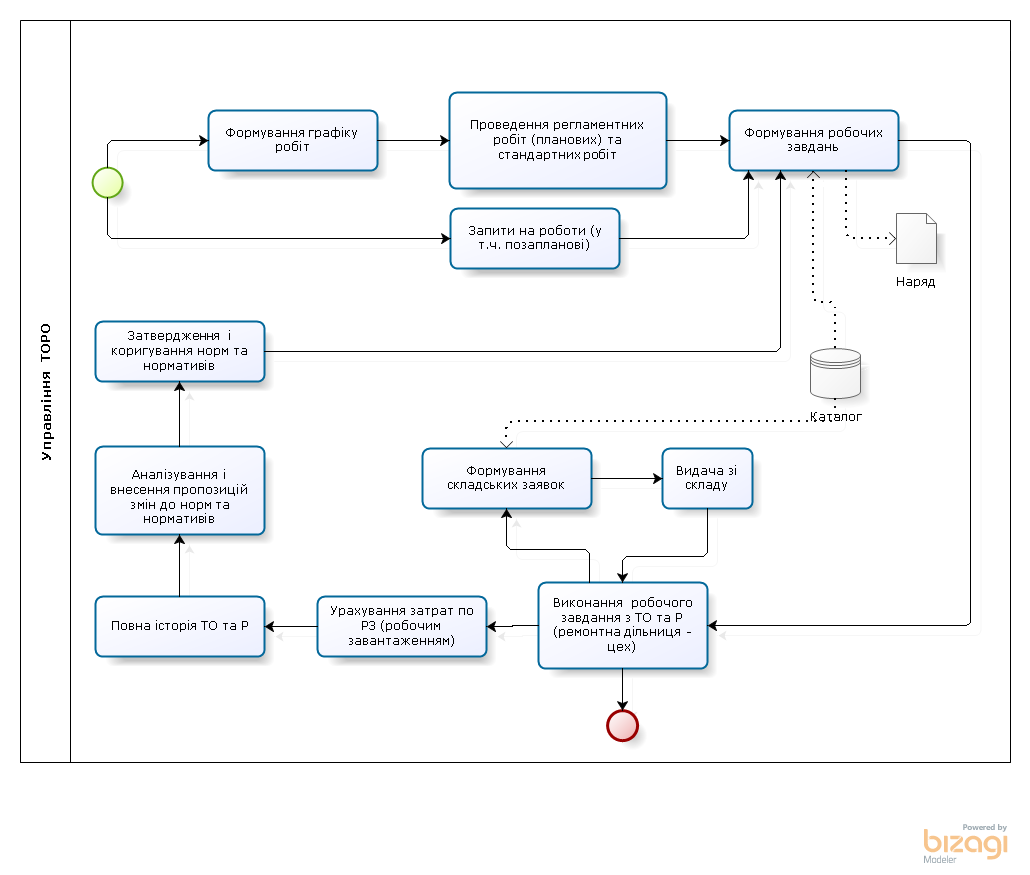 Управління ТОРО
Формування графіку
робіт
Проведення регламентних
робіт (планових) та
стандартних робіт
Формування робочих
завдань
Запити на роботи (у
т.ч. позапланові)
Наряд
Затвердження і
коригування норм та
нормативів
Каталог
Аналізування і
внесення пропозицій
змін до норм та
нормативів
Формування
складських заявок
Видача зі
складу
Повна історія ТО та Р
Урахування затрат по
РЗ (робочим
завантаженням)
Виконання робочого
завдання з ТО та Р
(ремонтна дільниця -
цех)
Powered by
bizagi
Modeler